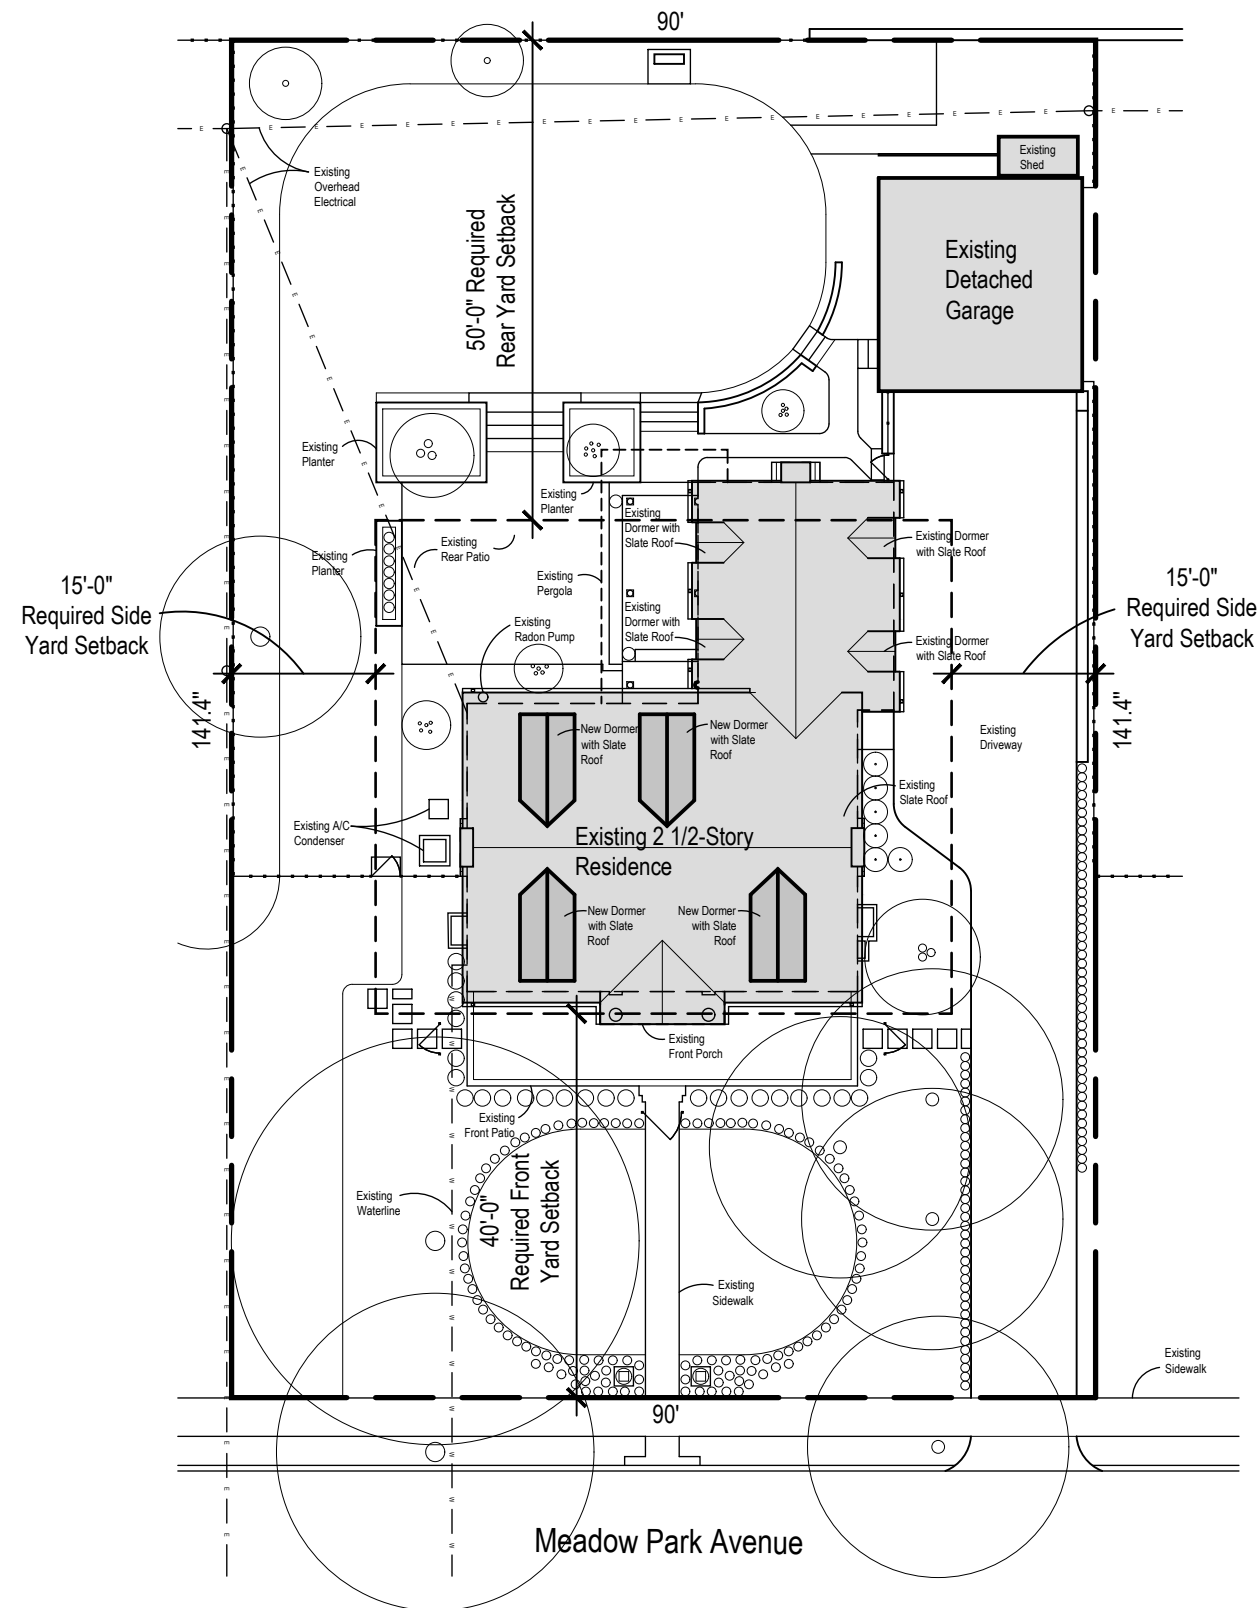 90'
Existing
Shed
Existing
Overhead
Electrical
50'-0" Required
Rear Yard Setback
Existing
Detached
Garage
Existing
Planter
Existing
Planter
Existing
Dormer with
Slate Roof
Existing Dormer
with Slate Roof
Existing
Rear Patio
Existing
Planter
Existing
Pergola
15'-0"
Required Side
Yard Setback
15'-0"
Required Side
Yard Setback
Existing
Dormer with
Slate Roof
Existing
Radon Pump
Existing Dormer
with Slate Roof
141.4"
141.4"
New Dormer
with Slate
Roof
New Dormer
with Slate
Roof
Existing
Driveway
Existing
Slate Roof
Existing A/C
Condenser
Existing 2 1/2-Story
Residence
New Dormer
with Slate
Roof
New Dormer
with Slate
Roof
Existing
Front Porch
Existing
Front Patio
40'-0"
Required Front
Yard Setback
Existing
Waterline
Existing
Sidewalk
Existing
Sidewalk
90'
Meadow Park Avenue